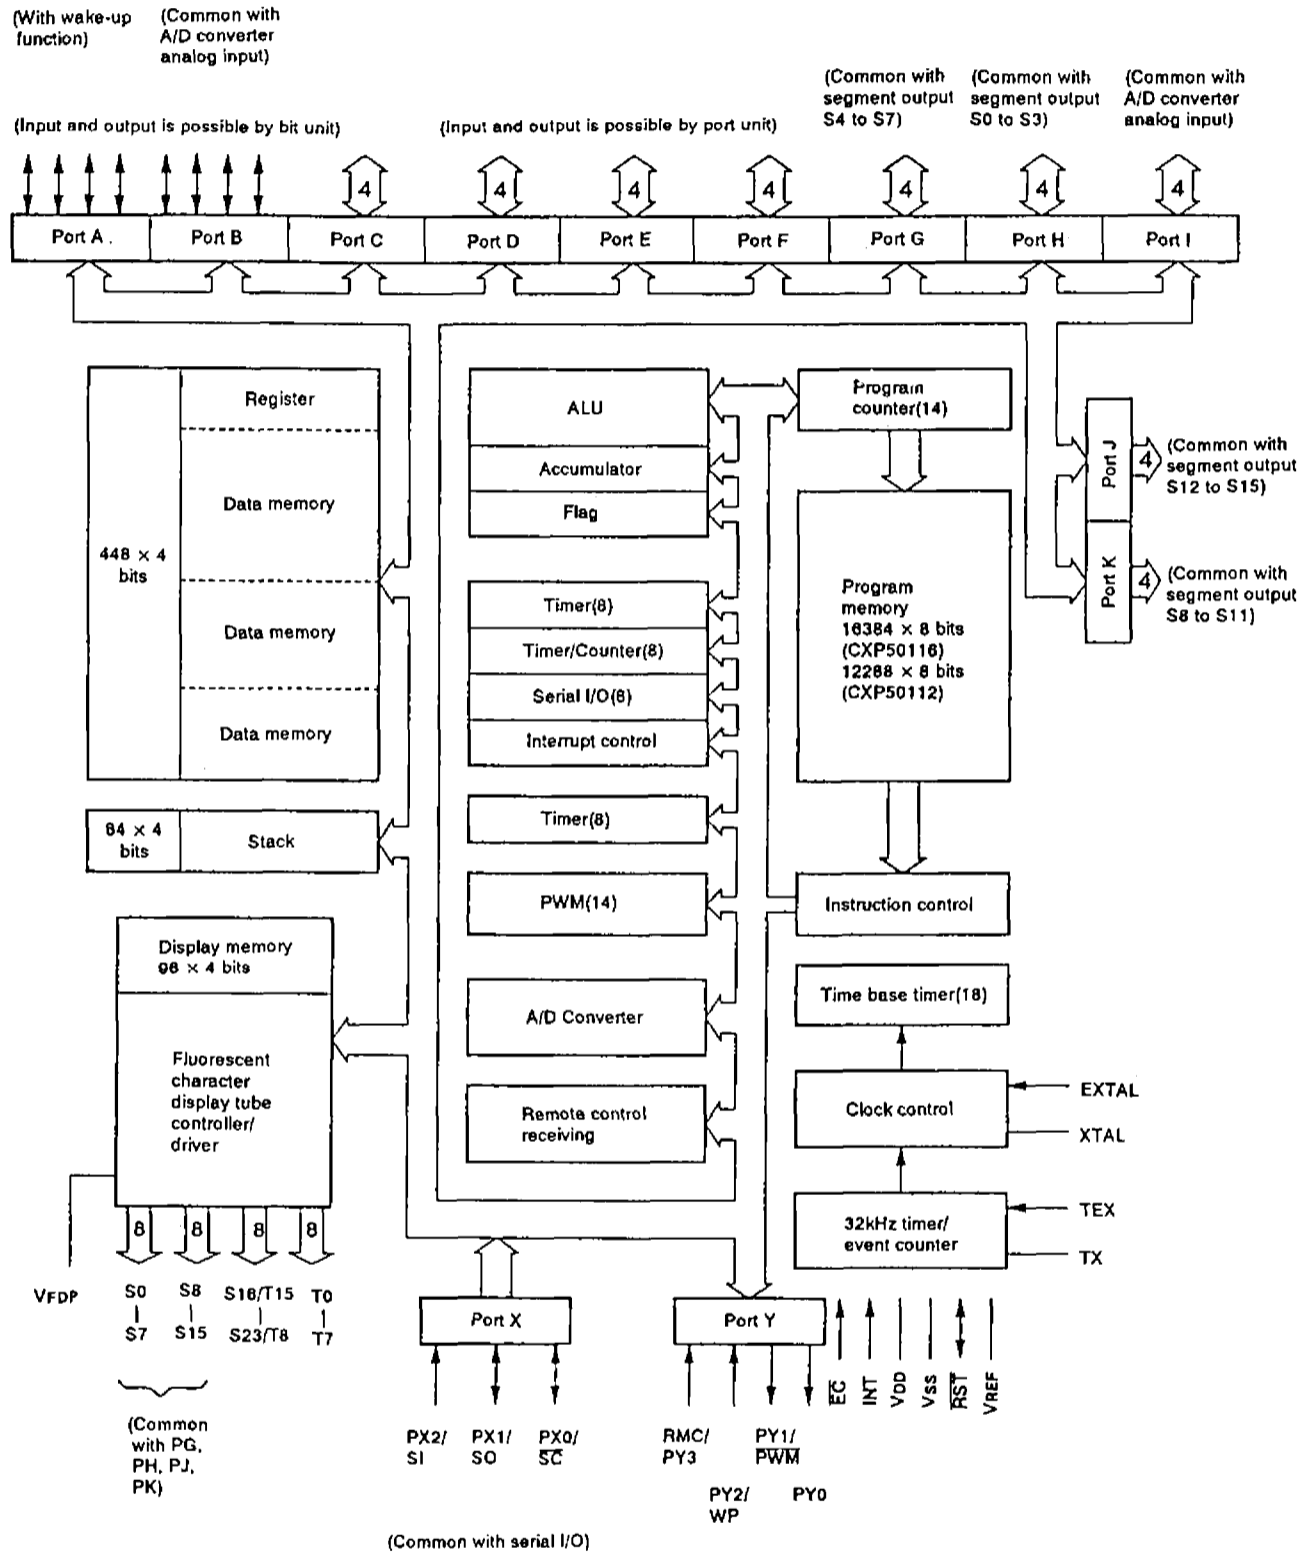 (With wake-up
function)
(Common with
A/D converter
analog input)
(Common with
segment output
S4 to S7)
(Common with
segment output
S0 to S3)
(Common with
A/D converter
analog input)
(Input and output is possible by bit unit)
(Input and output is possible by port unit)
4
4
4
4
4
4
4
Port A
Port B
Port C
Port D
Port E
Port F
Port G
Port H
Port I
448 × 4
bits
Register
Data memory
Data memory
Data memory
64 × 4
bits
Stack
Display memory
96 × 4 bits
Fluorescent
character
display tube
controller/
driver
8
8
8
8
VFDP
S0
S7
S8
S15
S16/T15
S23/T8
T0
T7
(Common
with PG,
PH, PJ,
PK)
ALU
Accumulator
Flag
Timer(8)
Timer/Counter(8)
Serial I/O(8)
Interrupt control
Timer(8)
PWM(14)
A/D Converter
Remote control
receiving
Program
counter(14)
Program
memory
16384 × 8 bits
(CXP50116)
12288 × 8 bits
(CXP50112)
Instruction control
Time base timer(18)
Clock control
32kHz timer/
event counter
EXTAL
XTAL
TEX
TX
Port J
4
(Common with
segment output
S12 to S15)
Port K
4
(Common with
segment output
S8 to S11)
Port X
PX2/
SI
PX1/
SO
PX0/
SC
(Common with serial I/O)
Port Y
RMC/
PY3
PY2/
WP
PY1/
PWM
PY0
EC
INT
VDD
VSS
RST
VREF